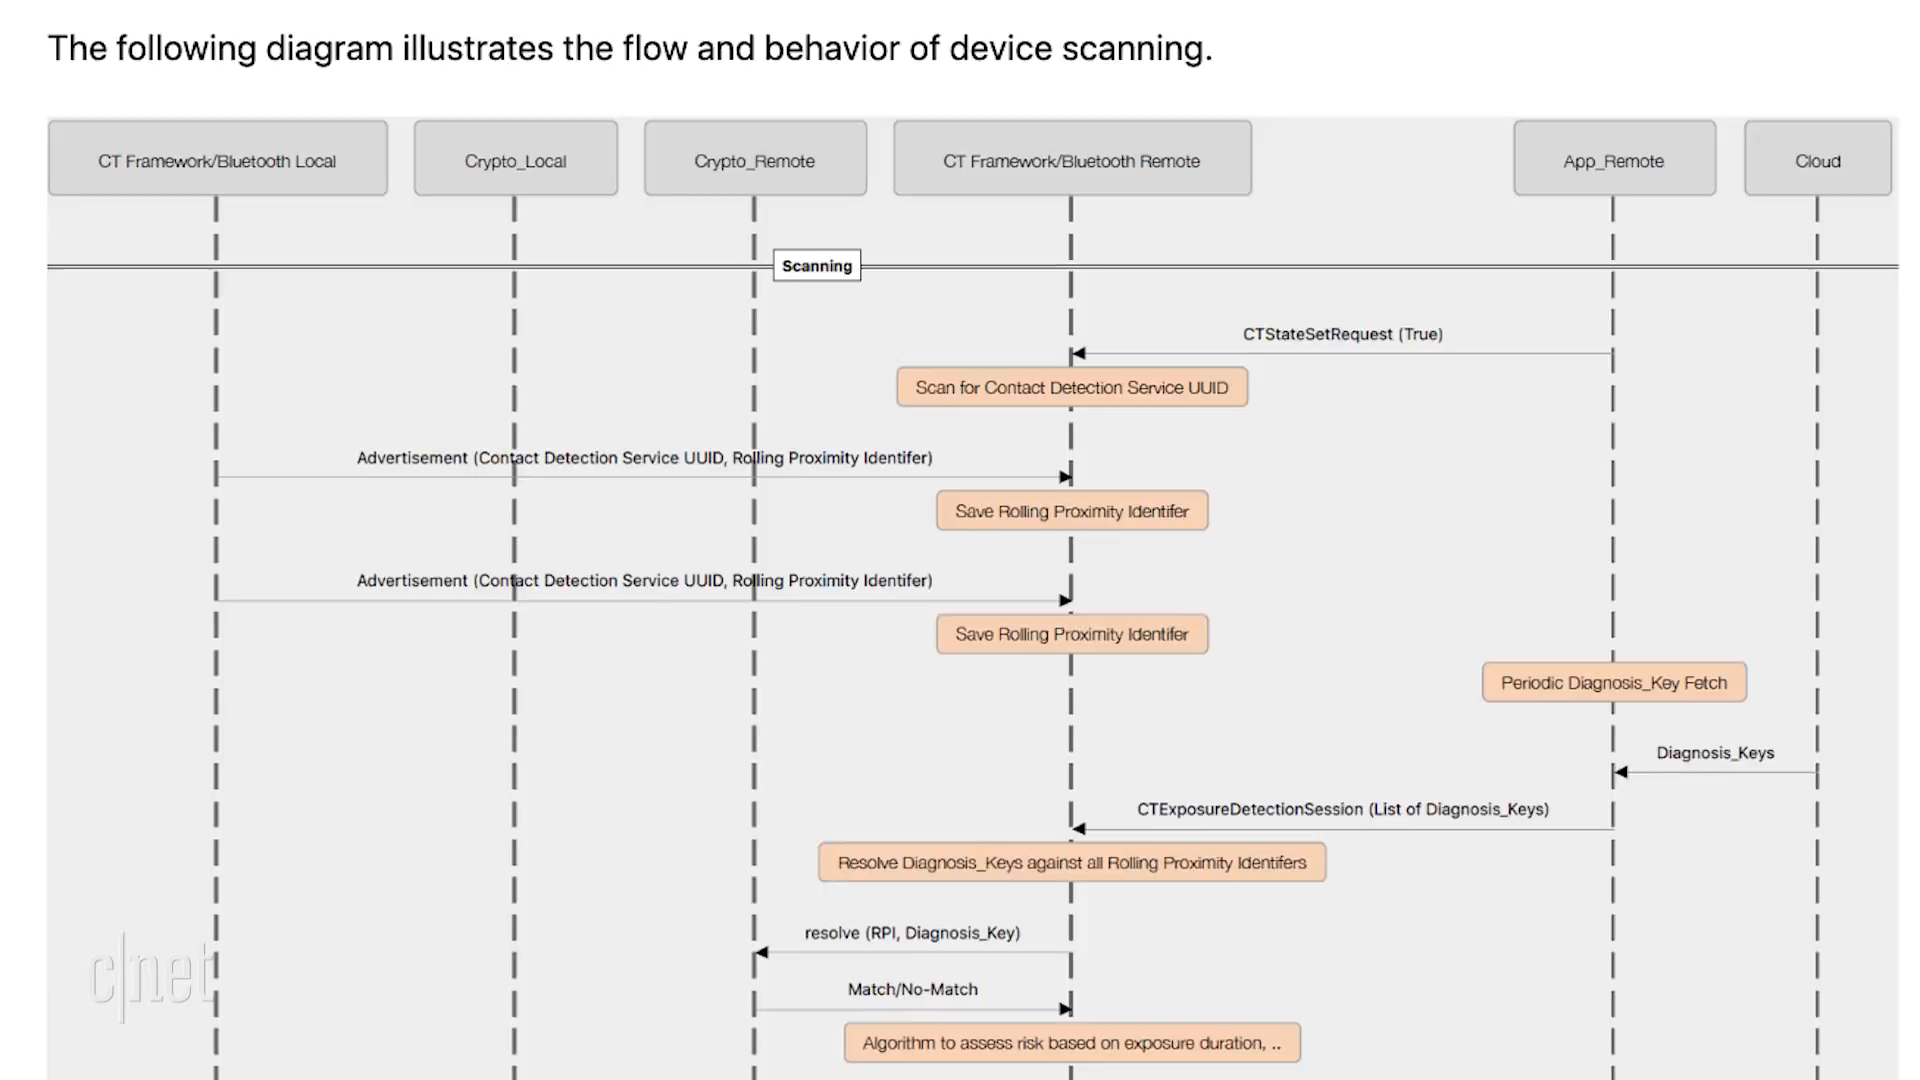 The following diagram illustrates the flow and behavior of device scanning.
CT Framework/Bluetooth Local
Crypto_Local
Crypto_Remote
CT Framework/Bluetooth Remote
App_Remote
Cloud
Scanning
CTStateSetRequest (True)
Scan for Contact Detection Service UUID
Advertisement (Contact Detection Service UUID, Rolling Proximity Identifer)
Save Rolling Proximity Identifer
Advertisement (Contact Detection Service UUID, Rolling Proximity Identifer)
Save Rolling Proximity Identifer
Periodic Diagnosis_Key Fetch
Diagnosis_Keys
CTExposureDetectionSession (List of Diagnosis_Keys)
Resolve Diagnosis_Keys against all Rolling Proximity Identifers
resolve (RPI, Diagnosis_Key)
c|net
Match/No-Match
Algorithm to assess risk based on exposure duration, ..